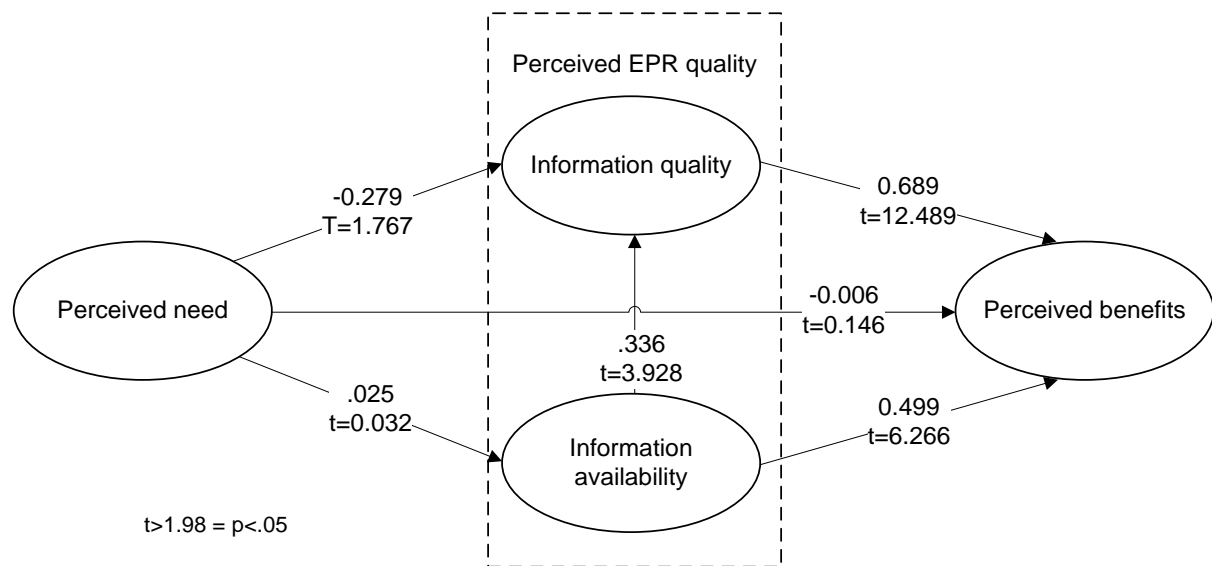 Perceived EPR quality
Information quality
-0.279
T=1.767
0.689
t=12.489
Perceived need
-0.006
t=0.146
Perceived benefits
.336
t=3.928
.025
t=0.032
0.499
t=6.266
Information
availability
t>1.98 = p<.05